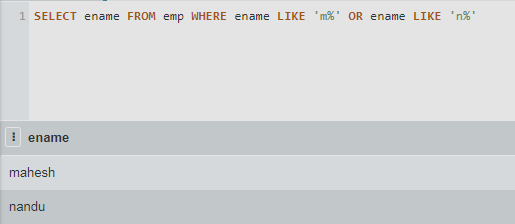 1 SELECT ename FROM emp WHERE ename LIKE 'm%' OR ename LIKE 'n%'
ename
mahesh
nandu